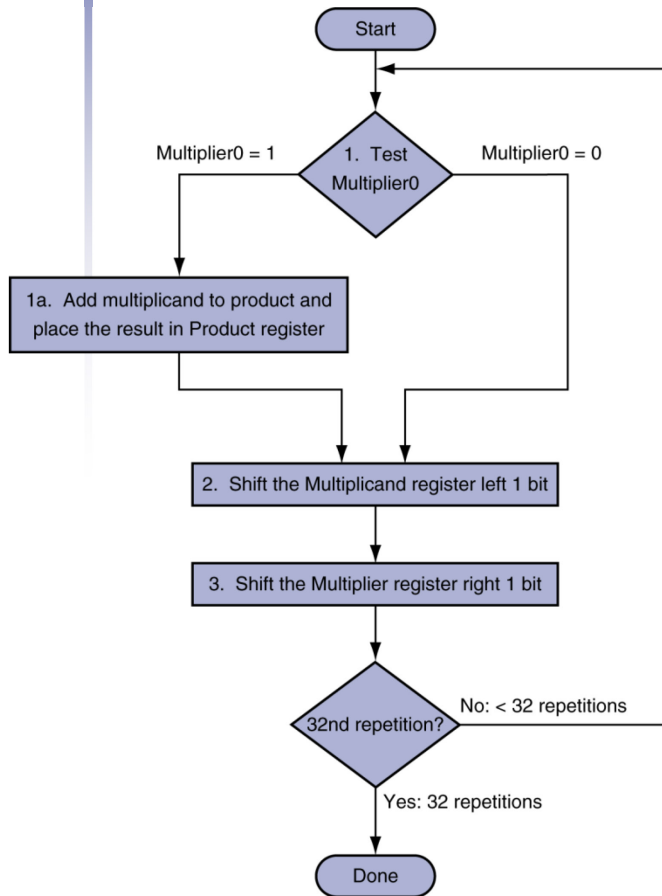 Start
Multiplier0 = 1
1. Test
Multiplier0
Multiplier0 = 0
1a. Add multiplicand to product and
place the result in Product register
2. Shift the Multiplicand register left 1 bit
3. Shift the Multiplier register right 1 bit
32nd repetition?
No: < 32 repetitions
Yes: 32 repetitions
Done